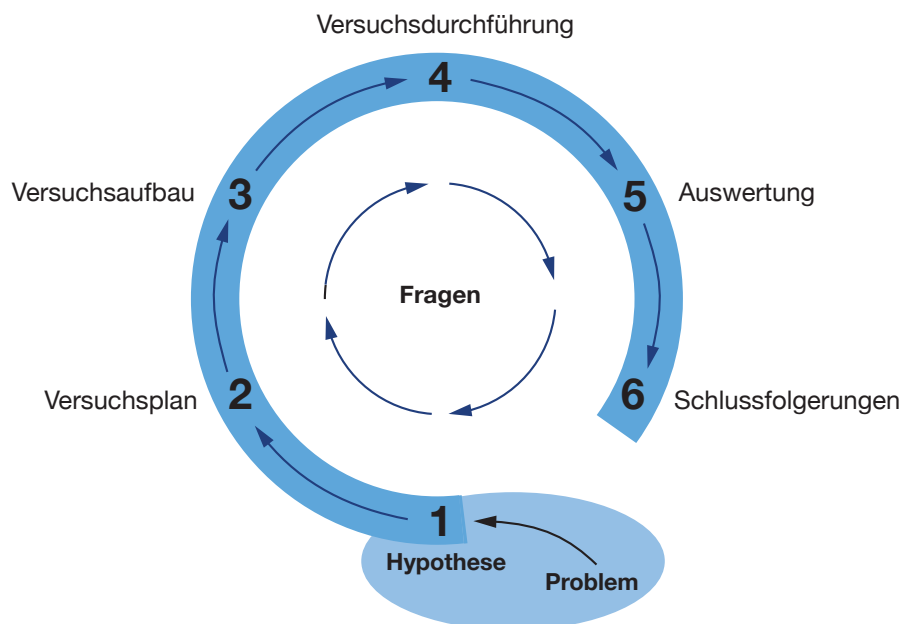 Versuchsdurchführung
4
Versuchsaufbau 3
5 Auswertung
Fragen
Versuchsplan 2
6 Schlussfolgerungen
1
Hypothese
Problem